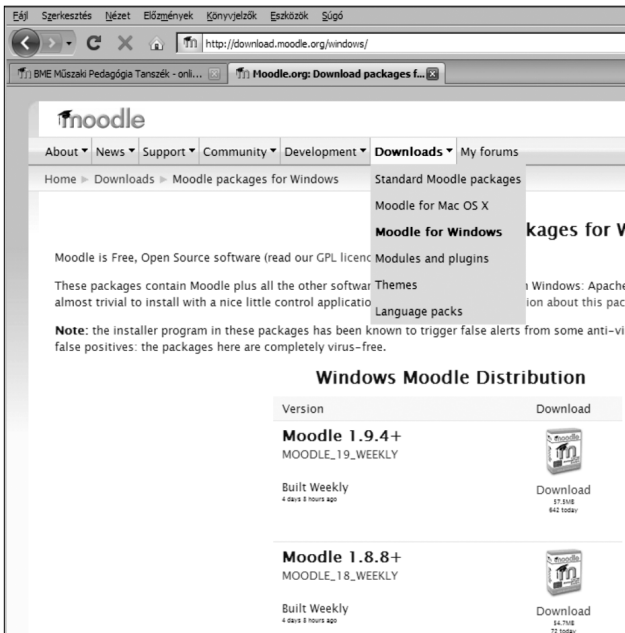 Fájl Szerkesztés Nézet Előzmények Könyvjelzők Eszközök Súgó
http://download.moodle.org/windows/
BME Műszaki Pedagógia Tanszék - onli... Moodle.org: Download packages f...
moodle
About News Support Community Development Downloads My forums
Home Downloads Moodle packages for Windows
Standard Moodle packages
Moodle for Mac OS X
Moodle for Windows
Modules and plugins
Themes
Language packs
kages for W
Moodle is Free, Open Source software (read our GPL licenc
These packages contain Moodle plus all the other softwar Windows: Apache
almost trivial to install with a nice little control applicatio ion about this pac
Note: the installer program in these packages has been known to trigger false alerts from some anti-vi
false positives: the packages here are completely virus-free.
Windows Moodle Distribution
Version Download
Moodle 1.9.4+
MOODLE_19_WEEKLY
Built Weekly
4 days 8 hours ago
moodle
Download
57.5MB
642 today
Moodle 1.8.8+
MOODLE_18_WEEKLY
Built Weekly
4 days 8 hours ago
moodle
Download
54.7MB
72 today